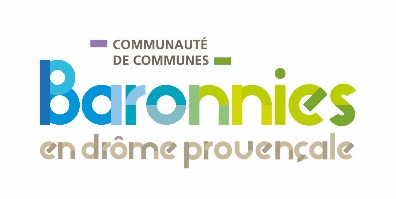 COMMUNAUTÉ
DE COMMUNES
Baronnies
en drôme provençale